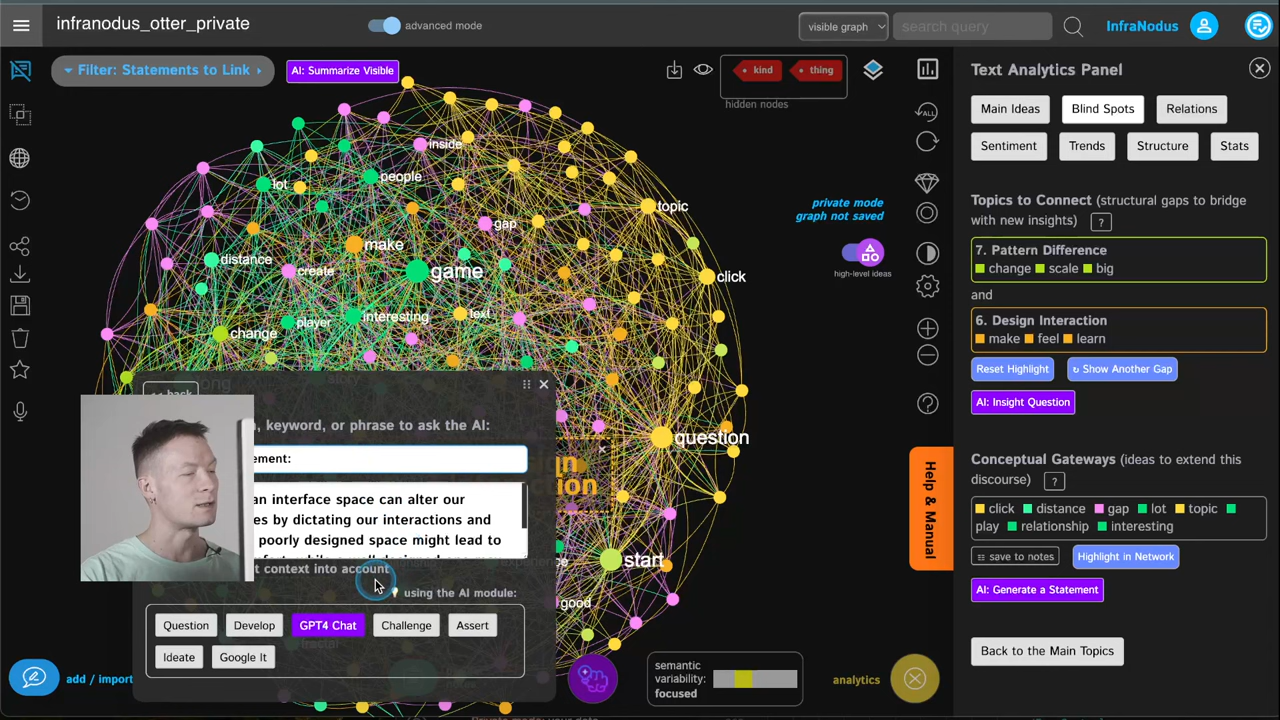 infranodus_otter_private
advanced mode
visible graph
search query
InfraNodus
Filter: Statements to Link
AI: Summarize Visible
kind
thing
hidden nodes
private mode
graph not saved
high-level ideas
inside
people
lot
topic
gap
make
distance
create
game
click
player
interesting
text
change
question
start
good
back
, keyword, or phrase to ask the AI:
ement:
an interface space can alter our
es by dictating our interactions and
poorly designed space might lead to
t context into account
using the AI module:
Question
Develop
GPT4 Chat
Challenge
Assert
Ideate
Google It
add / import
semantic
variability:
focused
analytics
Help & Manual
Text Analytics Panel
Main Ideas
Blind Spots
Relations
Sentiment
Trends
Structure
Stats
Topics to Connect (structural gaps to bridge
with new insights) ?
7. Pattern Difference
change scale big
and
6. Design Interaction
make feel learn
Reset Highlight
↻ Show Another Gap
AI: Insight Question
Conceptual Gateways (ideas to extend this
discourse) ?
click distance gap lot topic
play relationship interesting
save to notes
Highlight in Network
AI: Generate a Statement
Back to the Main Topics